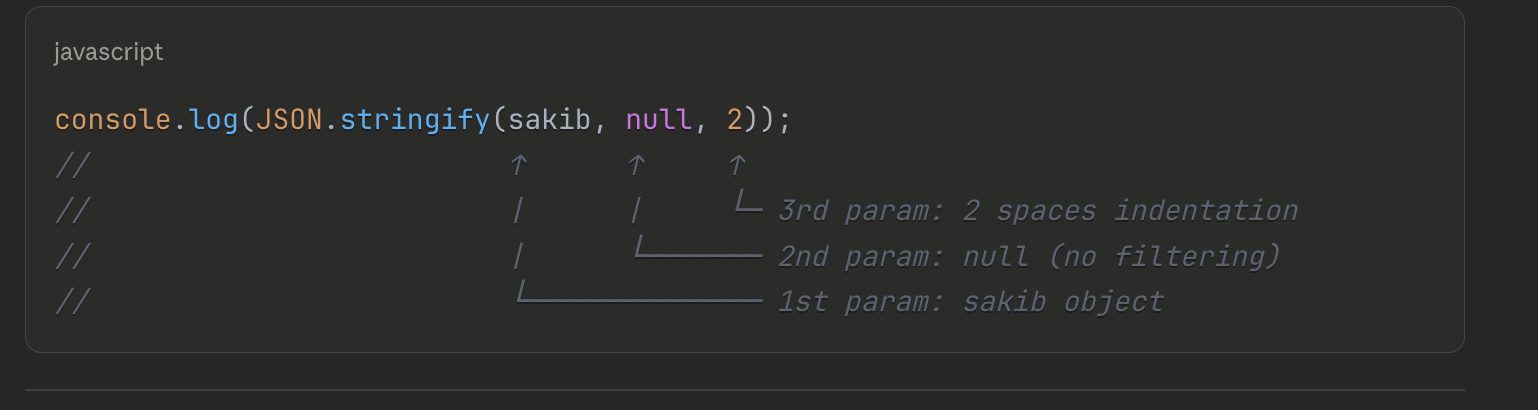 javascript
console.log(JSON.stringify(sakib, null, 2));
//                         ↑      ↑     ↑
//                         |      |     └─ 3rd param: 2 spaces indentation
//                         |      └─────── 2nd param: null (no filtering)
//                         └────────────── 1st param: sakib object